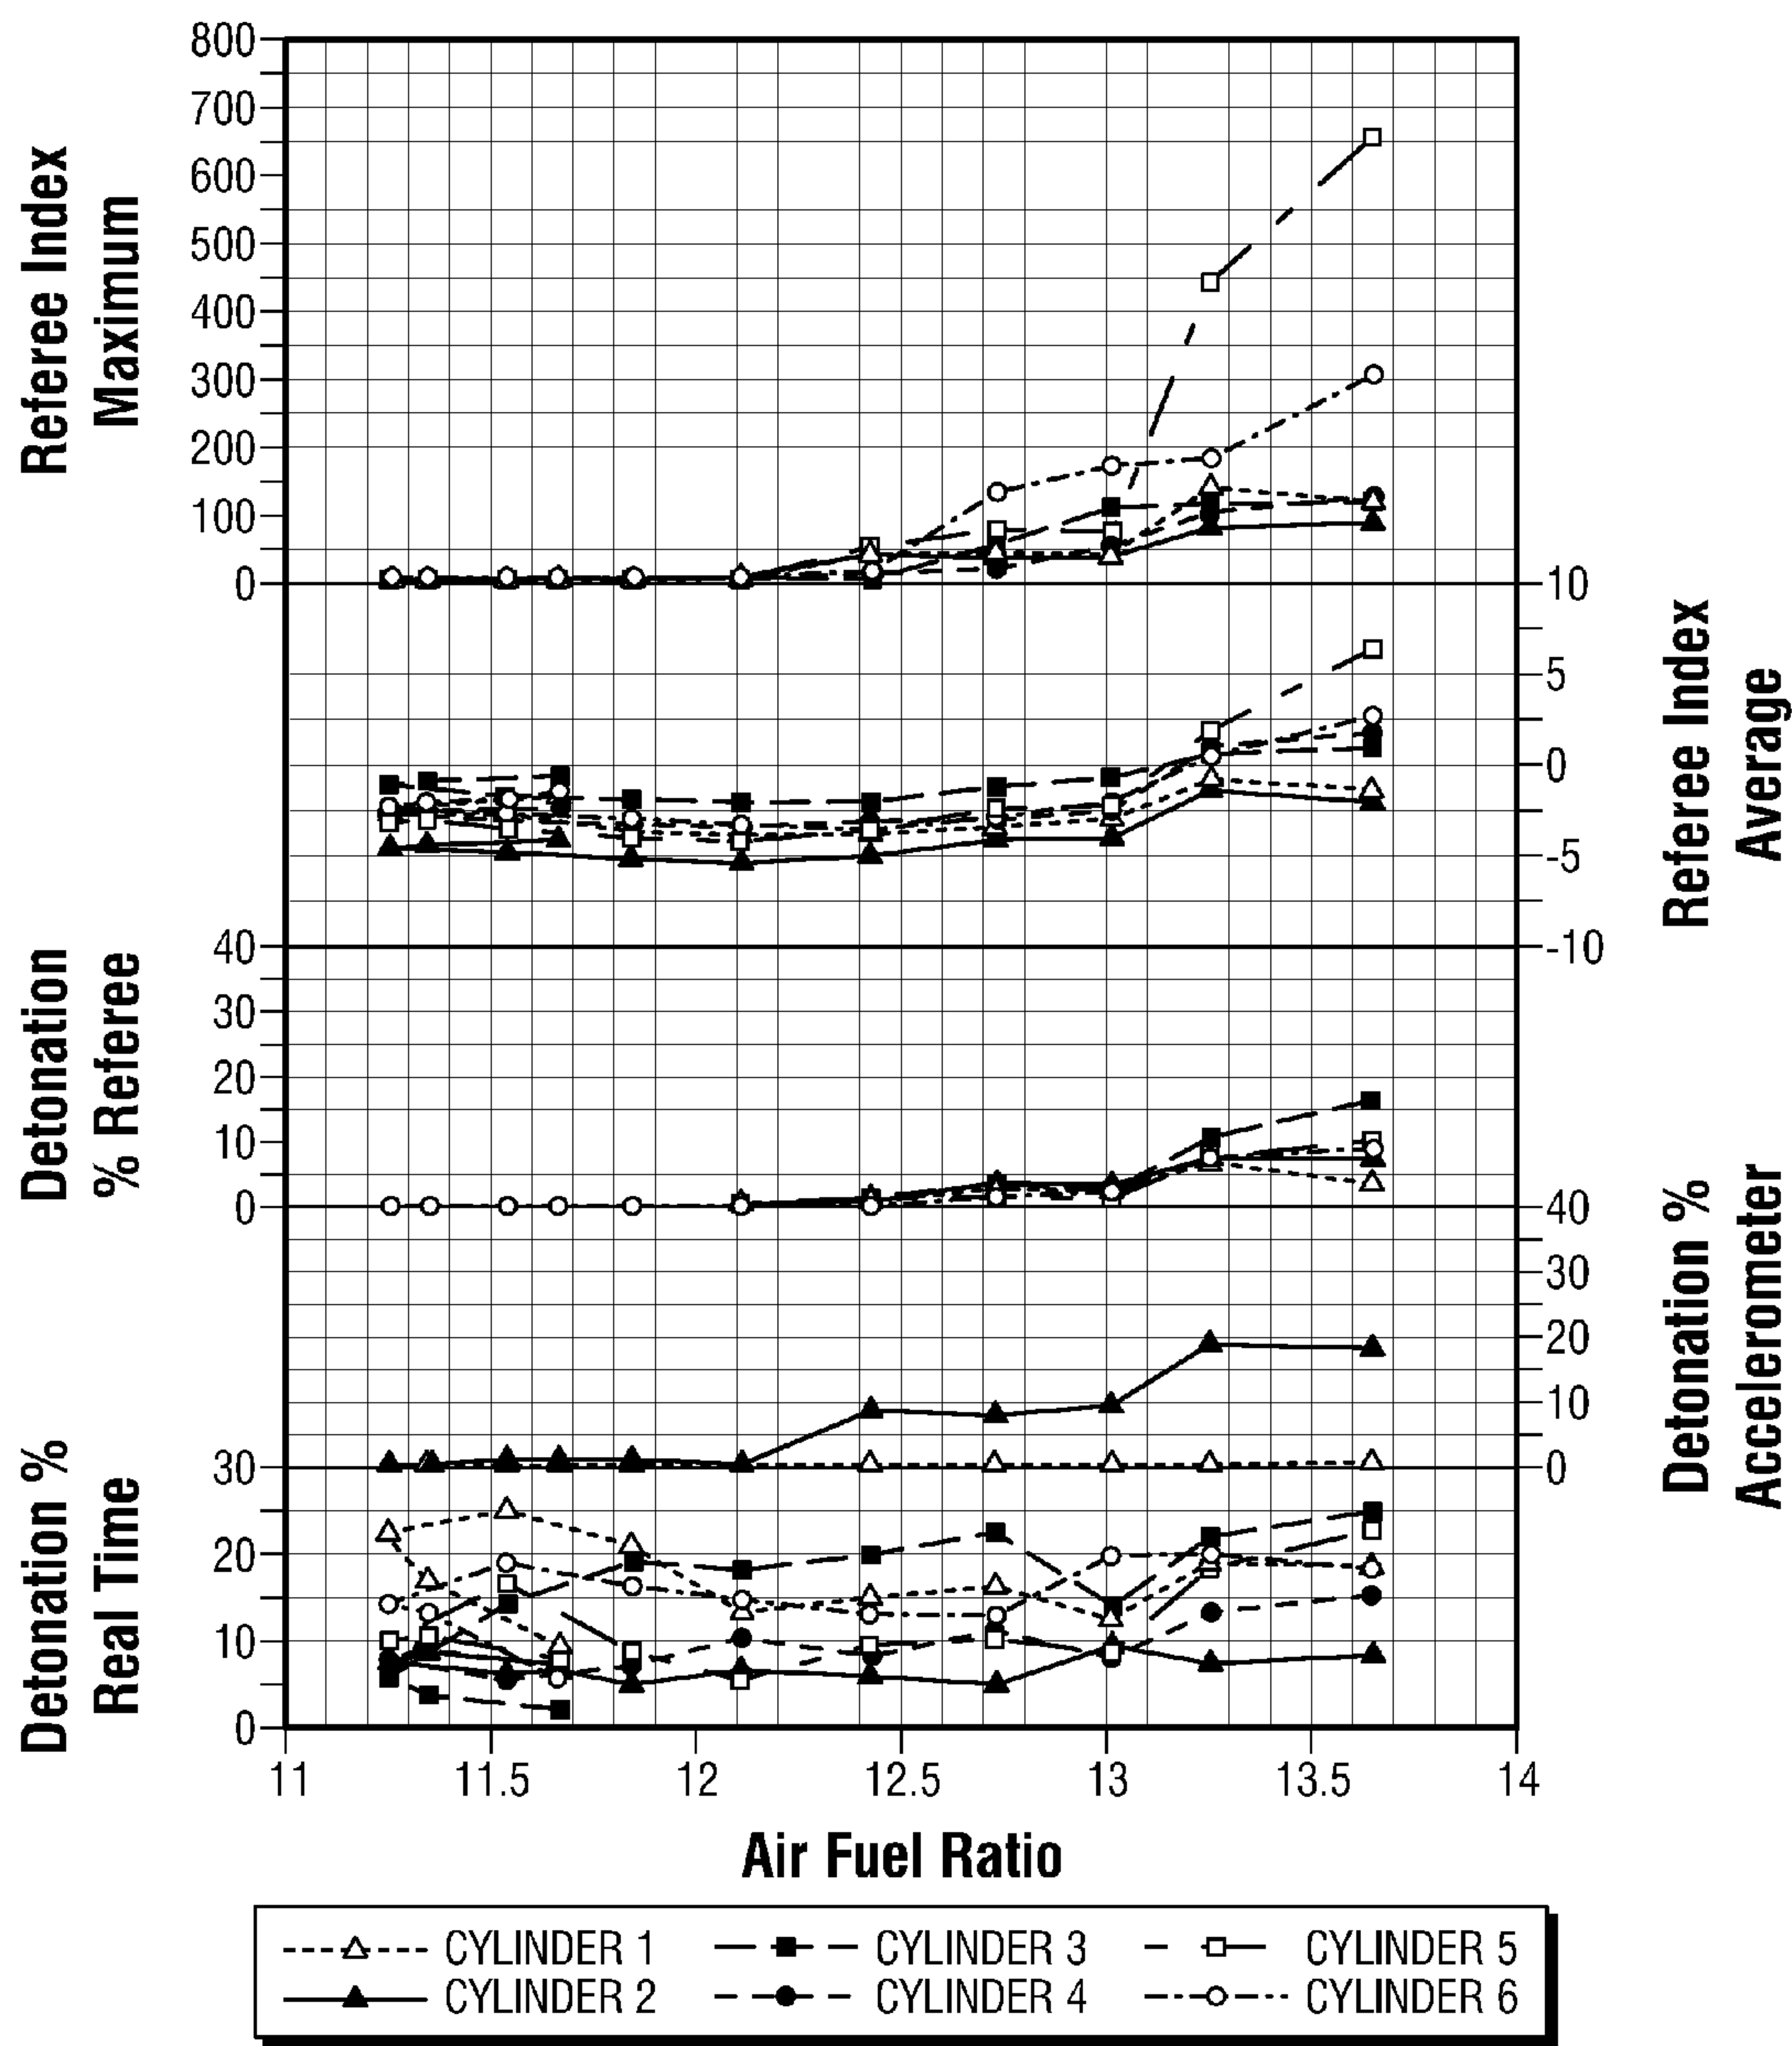 Referee Index
Maximum
800
700
600
500
400
300
200
100
0
10
5
0
-5
-10
Referee Index
Average
Detonation
% Referee
40
30
20
10
0
40
30
20
10
0
Detonation %
Accelerometer
Detonation %
Real Time
30
20
10
0
11
11.5
12
12.5
13
13.5
14
Air Fuel Ratio
CYLINDER 1
CYLINDER 3
CYLINDER 5
CYLINDER 2
CYLINDER 4
CYLINDER 6